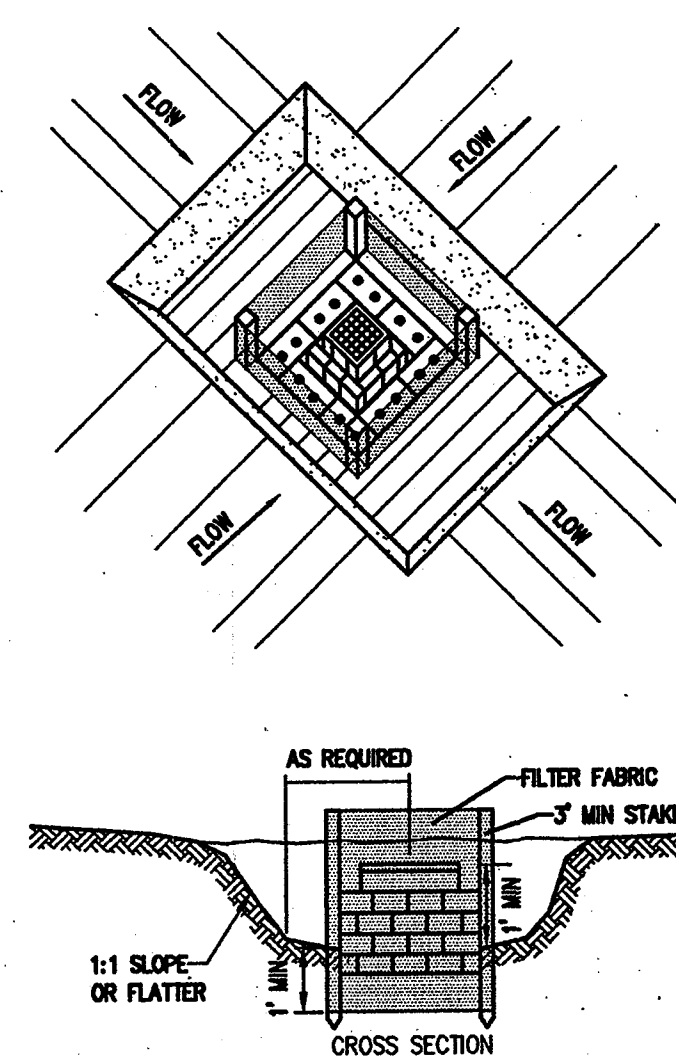 FLOW
FLOW
FLOW
FLOW
AS REQUIRED
FILTER FABRIC
3' MIN STAKE
1' MIN
1:1 SLOPE
OR FLATTER
1' MIN
CROSS SECTION